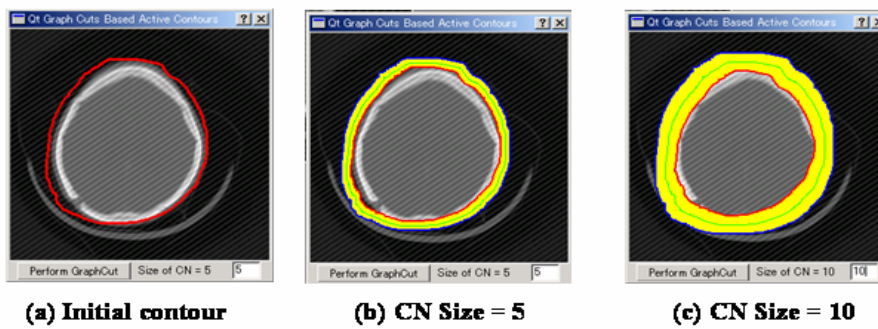 Qt Graph Cuts Based Active Contours
Perform GraphCut Size of CN = 5 5
(a) Initial contour
Qt Graph Cuts Based Active Contours
Perform GraphCut Size of CN = 5 5
(b) CN Size = 5
Qt Graph Cuts Based Active Contours
Perform GraphCut Size of CN = 10 10
(c) CN Size = 10